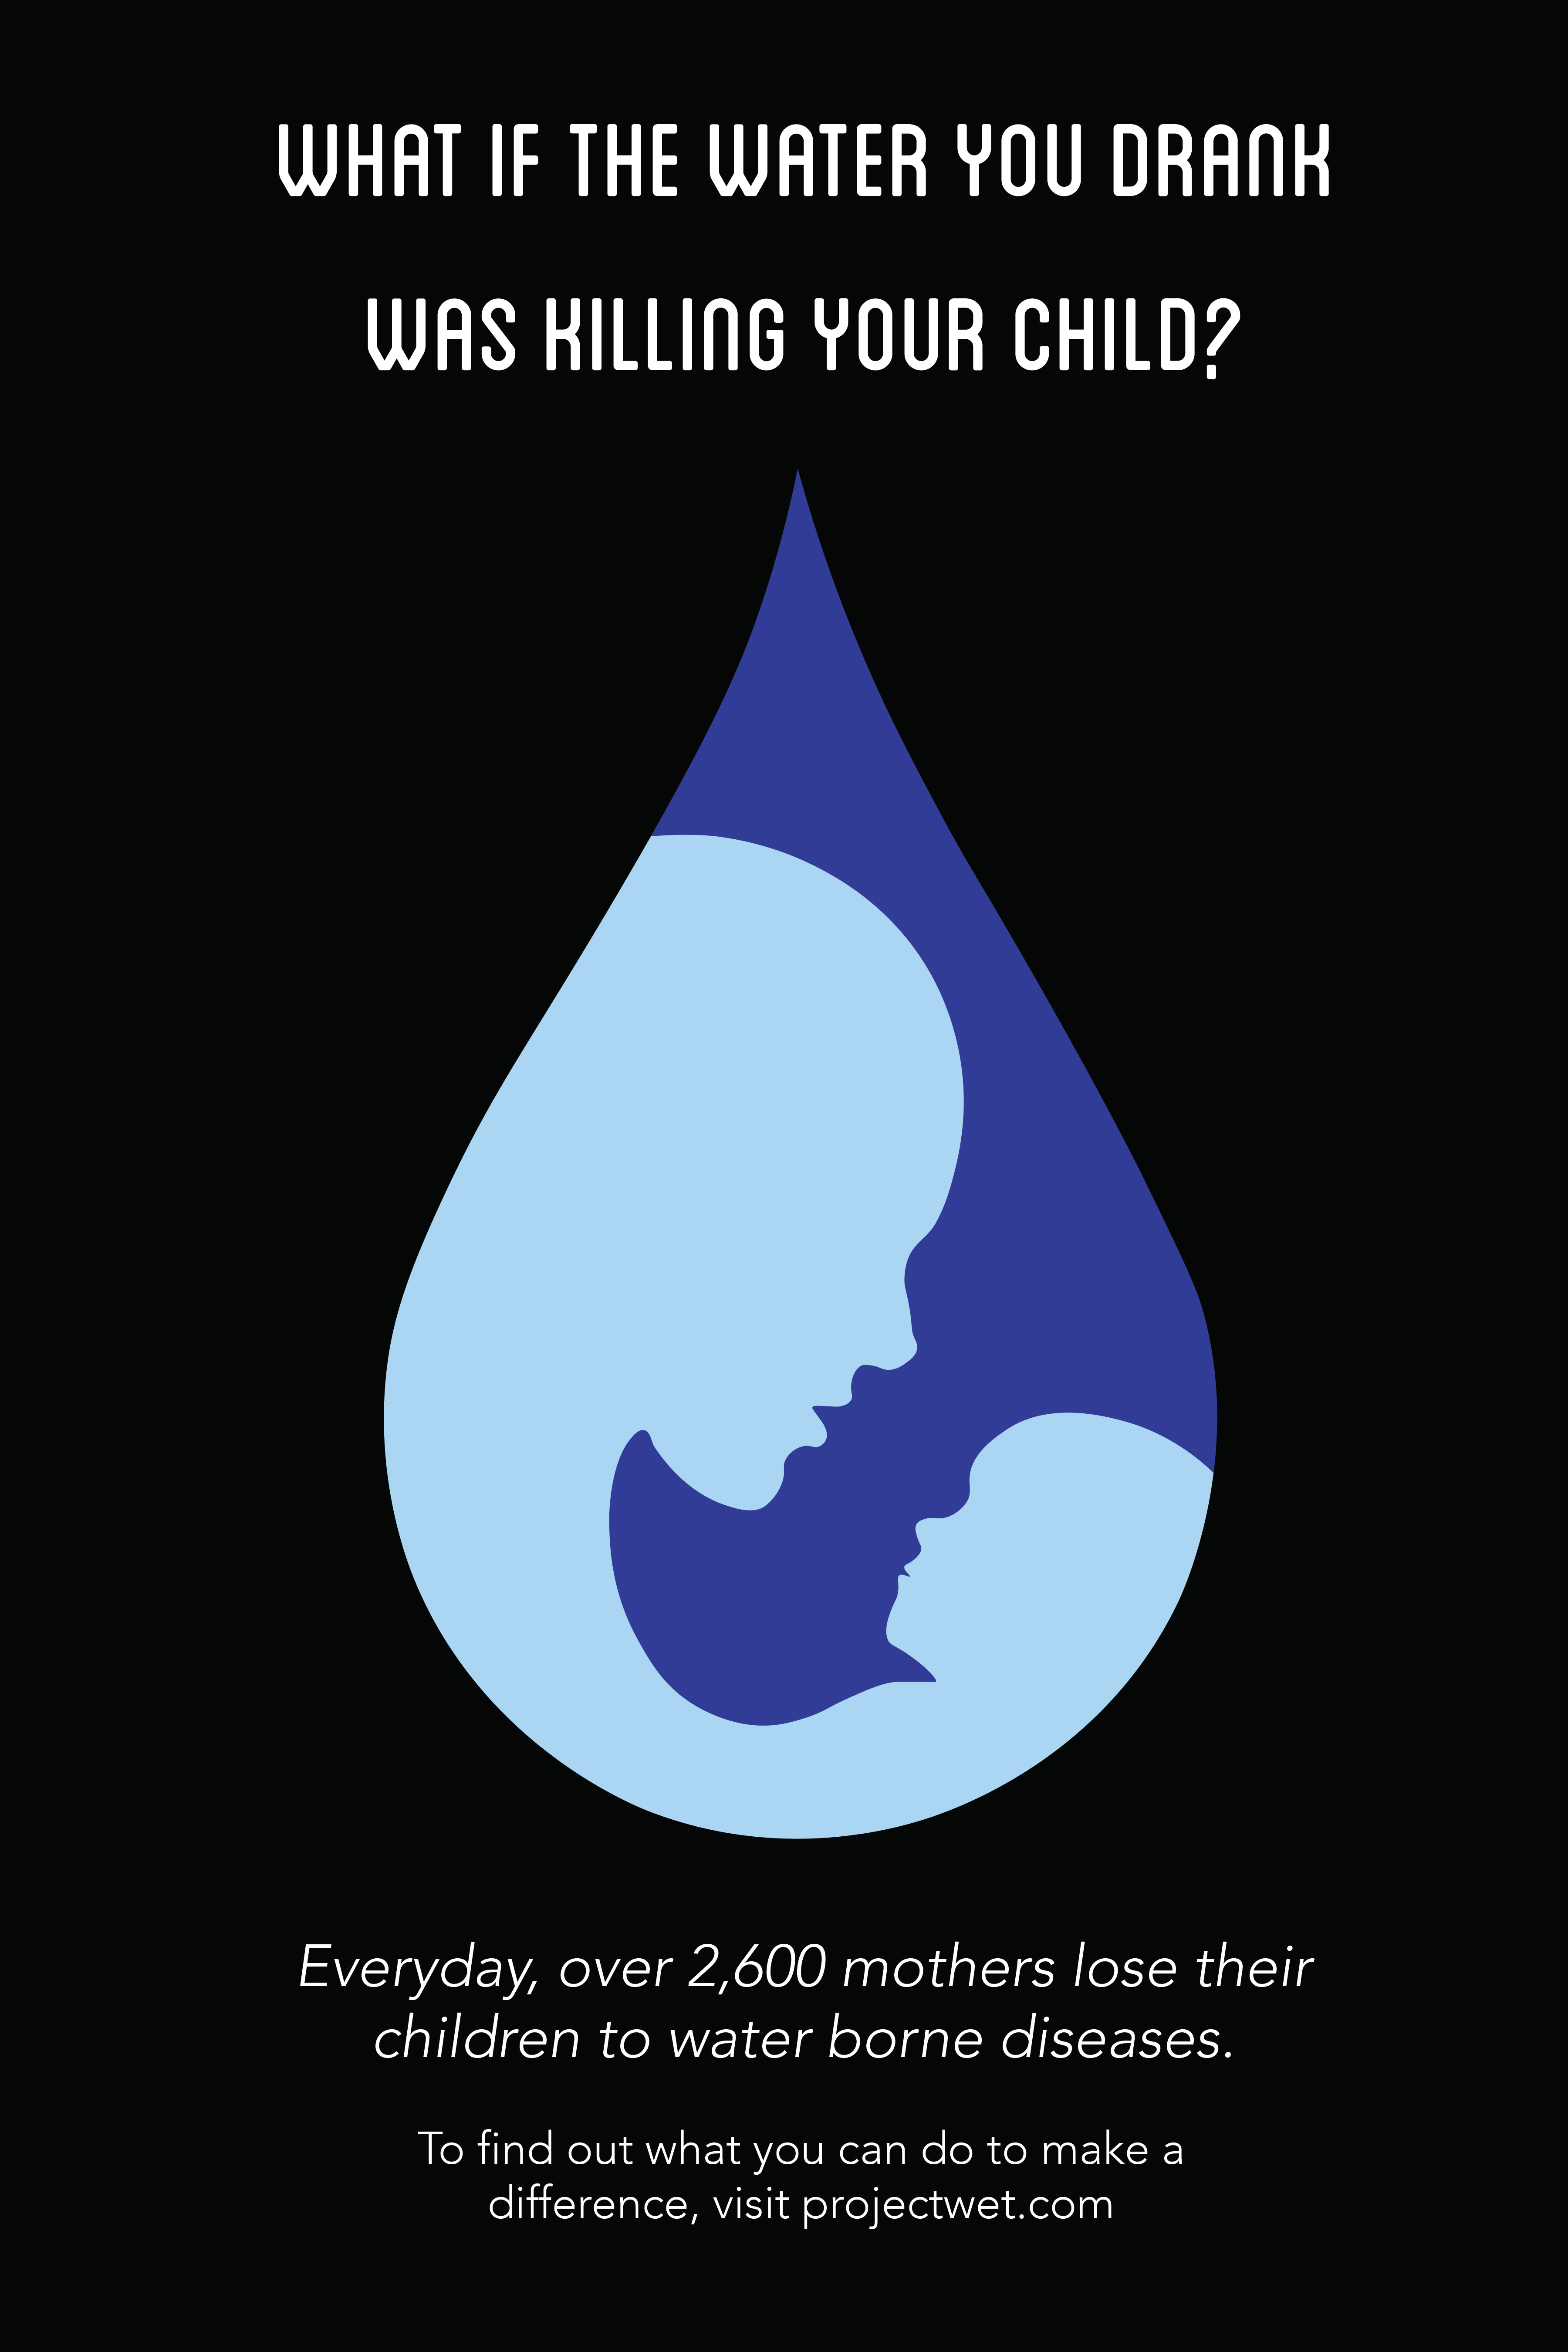 WHAT IF THE WATER YOU DRANK
WAS KILLING YOUR CHILD?
Everyday, over 2,600 mothers lose their
children to water borne diseases.
To find out what you can do to make a
difference, visit projectwet.com